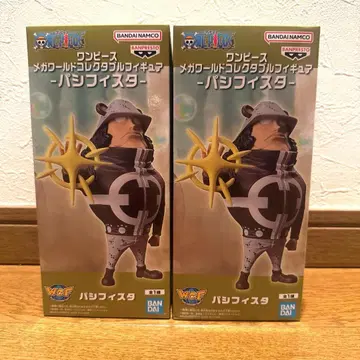 ONE PIECE
BANDAI NAMCO
BANPRESTO
ワンピース
メガワールドコレクタブルフィギュア
-パシフィスタ-
WCF
パシフィスタ
全1種
BANDAI
ONE PIECE
BANDAI NAMCO
BANPRESTO
ワンピース
メガワールドコレクタブルフィギュア
-パシフィスタ-
WCF
パシフィスタ
全1種
BANDAI